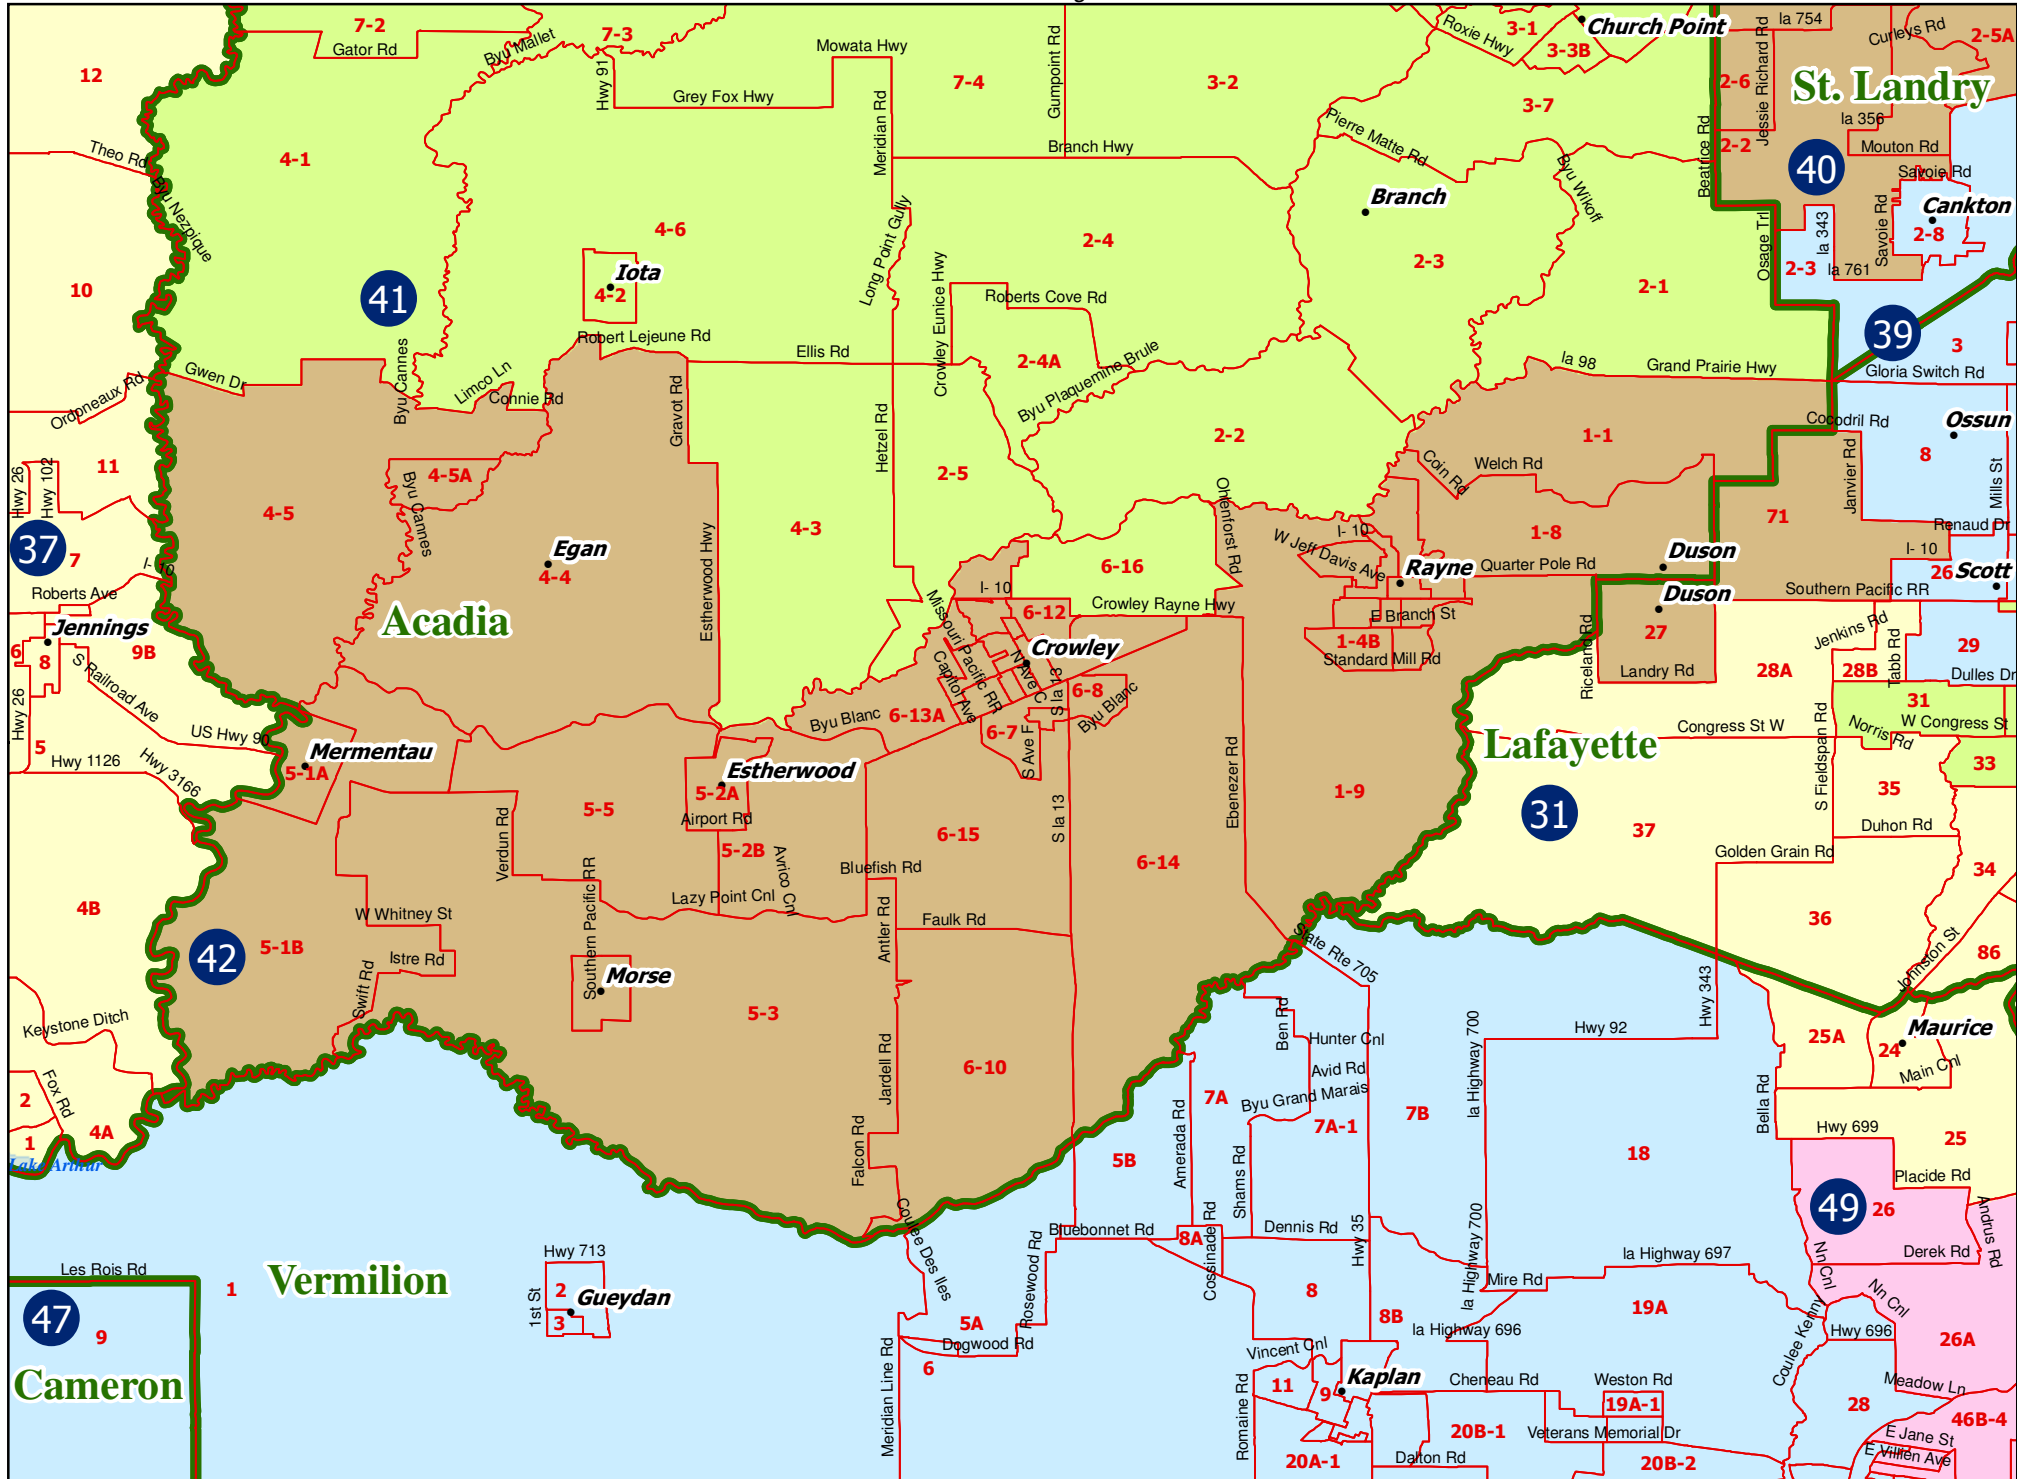 7-2
Gator Rd
Byu Mallet
7-3
Mowata Hwy
Gumpoint Rd
Roxie Hwy
3-1
3-3B
Church Point
la 754
Curleys Rd
2-5A
12
Hwy 91
Grey Fox Hwy
7-4
3-2
3-7
2-6
Jessie Richard Rd
St. Landry
la 356
Theo Rd
4-1
Meridian Rd
Branch Hwy
Pierre Matte Rd
Beatrice Rd
2-2
40
Mouton Rd
Savoie Rd
Byu Nezpique
Byu Wikoff
Branch
Cankton
4-6
Long Point Gully
2-4
2-3
2-1
Osage Trl
la 343
Savoie Rd
2-8
2-3
la 761
10
41
Iota
4-2
Crowley Eunice Hwy
Roberts Cove Rd
39
3
Robert Lejeune Rd
Ellis Rd
2-4A
Byu Plaquemine Brule
la 98
Grand Prairie Hwy
Gloria Switch Rd
Ordoneaux Rd
Gwen Dr
Byu Cannes
Limco Ln
Connie Rd
Gravot Rd
Hetzel Rd
2-2
1-1
Cocodril Rd
Ossun
8
Hwy 26
Hwy 102
11
4-5A
2-5
Coin Rd
Welch Rd
Janvier Rd
Mills St
4-5
Byu Cannes
Estherwood Hwy
4-3
Ohlenforst Rd
I- 10
1-8
71
Renaud Dr
I- 10
37
7
I- 10
Egan
4-4
6-16
W Jeff Davis Ave
Rayne
Quarter Pole Rd
Duson
Duson
26
Scott
Southern Pacific RR
Roberts Ave
I- 10
Crowley Rayne Hwy
Acadia
Missouri Pacific RR
6-12
E Branch St
Jennings
6
8
9B
Capitol Ave
N Ave C
Crowley
1-4B
Standard Mill Rd
Riceland Rd
27
Landry Rd
28A
Jenkins Rd
28B
Tabb Rd
29
Dulles Dr
S Railroad Ave
Hwy 26
S la 13
6-8
Byu Blanc
31
W Congress St
Norris Rd
US Hwy 90
Byu Blanc
6-13A
6-7
S Ave F
Lafayette
Congress St W
S Fieldspan Rd
5
Hwy 1126
Hwy 3166
Mermentau
5-1A
Estherwood
5-2A
Airport Rd
33
35
5-5
5-2B
6-15
S la 13
Ebenezer Rd
1-9
31
37
Duhon Rd
Verdun Rd
Southern Pacific RR
Avrico Cnl
Bluefish Rd
6-14
Golden Grain Rd
34
4B
Lazy Point Cnl
W Whitney St
Antler Rd
Faulk Rd
36
42
5-1B
Istre Rd
Swift Rd
Morse
State Rte 705
Hwy 343
Johnston St
86
Keystone Ditch
5-3
Jardell Rd
6-10
Ben Rd
Hunter Cnl
la Highway 700
Hwy 92
25A
24
Maurice
Main Cnl
Fox Rd
2
1
4A
Lake Arthur
7A
Avid Rd
Byu Grand Marais
7A-1
7B
Bella Rd
Hwy 699
25
Falcon Rd
5B
Amerada Rd
Shams Rd
18
Placide Rd
Coulee Des Iles
Bluebonnet Rd
8A
Cossinade Rd
Dennis Rd
Hwy 35
la Highway 700
49
26
Andrus Rd
Derek Rd
Les Rois Rd
1
Vermilion
Hwy 713
1st St
2
3
Gueydan
Rosewood Rd
la Highway 697
Mire Rd
Nn Cnl
Nn Cnl
47
9
Cameron
5A
Dogwood Rd
6
8
8B
19A
la Highway 696
Coulee Kenny
Hwy 696
26A
Meridian Line Rd
Vincent Cnl
11
9
Kaplan
Romaine Rd
Cheneau Rd
Weston Rd
19A-1
Meadow Ln
28
46B-4
20B-1
Veterans Memorial Dr
E Jane St
E Villien Ave
20A-1
Dalton Rd
20B-2